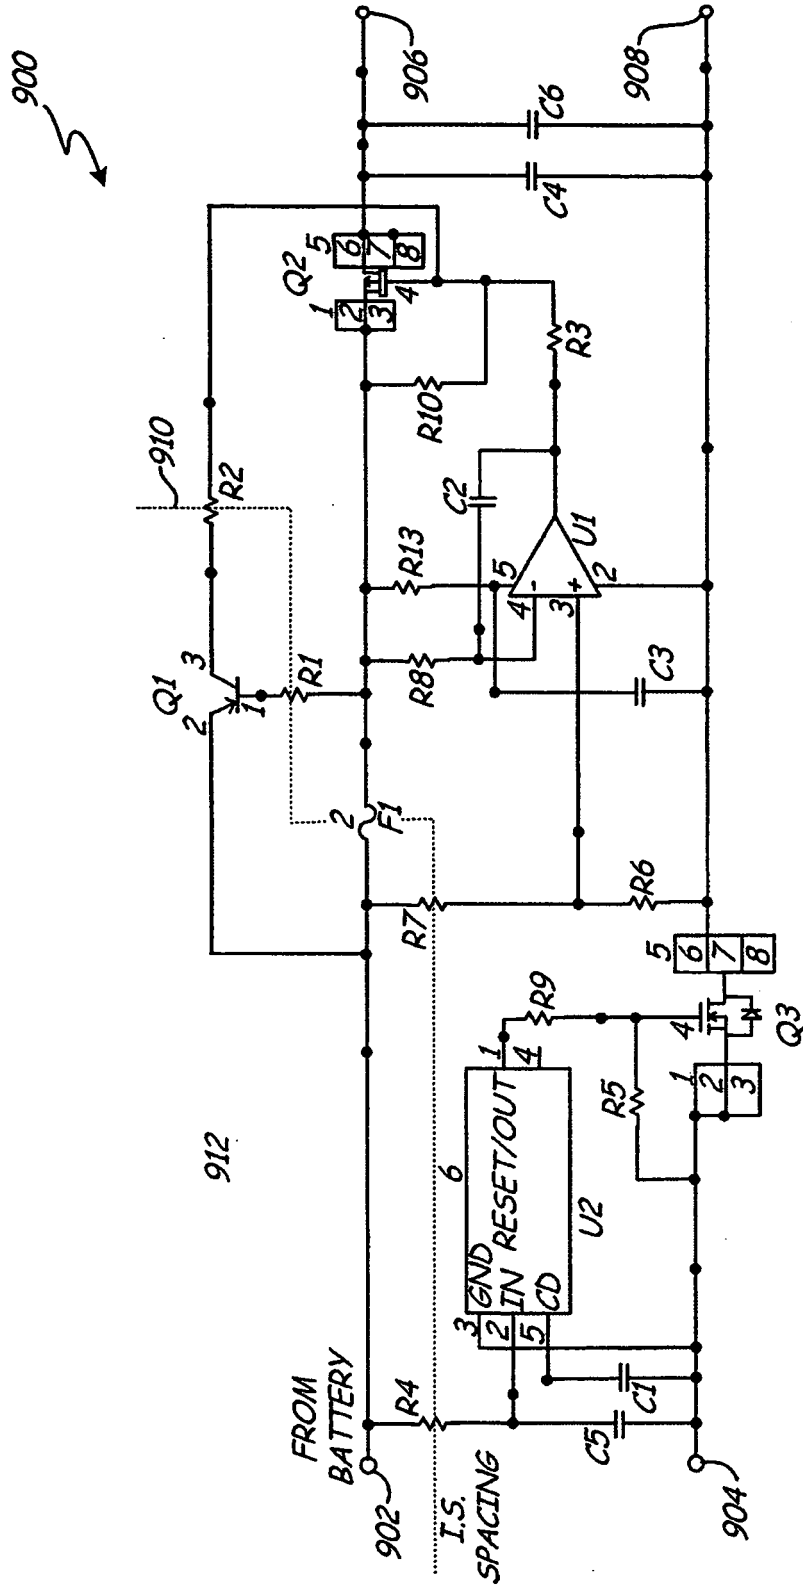 900
906
908
C6
C4
Q2
5
6
7
8
1
2
3
4
R10
R3
910
R2
C2
U1
R13
5
4
-
3
+
2
Q1
3
2
1
R1
R8
C3
2
F1
R7
R6
912
R9
1
4
6
RESET/OUT
GND
IN
CD
3
2
5
U2
R5
4
Q3
5
6
7
8
1
2
3
FROM
BATTERY
R4
C1
C5
902
904
I.S.
SPACING